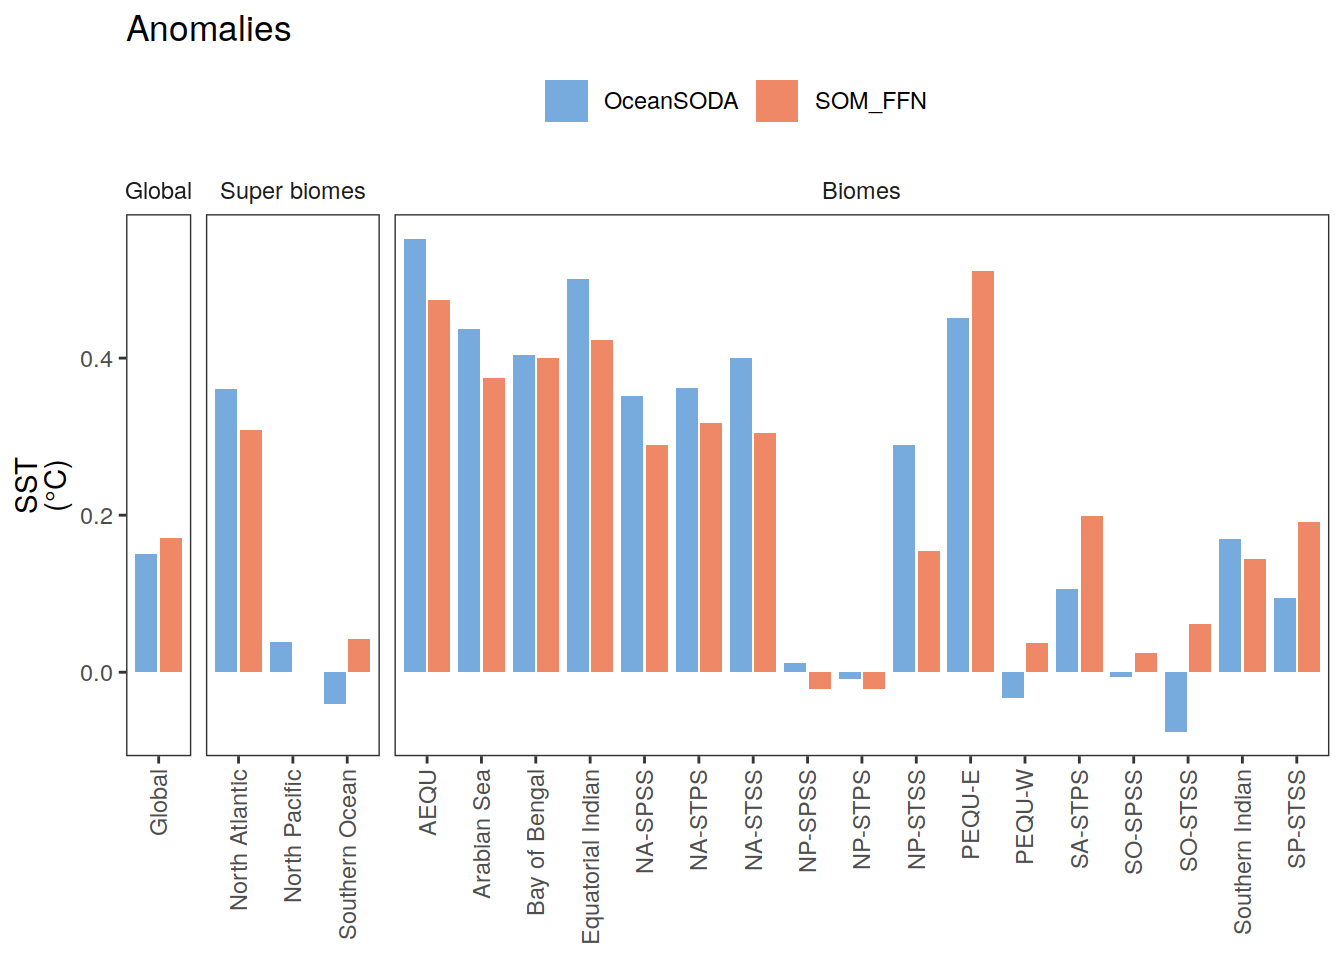 Anomalies
OceanSODA SOM_FFN
Global Super biomes Biomes
SST
(°C)
0.4
0.2
0.0
Global
North Atlantic
North Pacific
Southern Ocean
AEQU
Arabian Sea
Bay of Bengal
Equatorial Indian
NA-SPSS
NA-STPS
NA-STSS
NP-SPSS
NP-STPS
NP-STSS
PEQU-E
PEQU-W
SA-STPS
SO-SPSS
SO-STSS
Southern Indian
SP-STSS